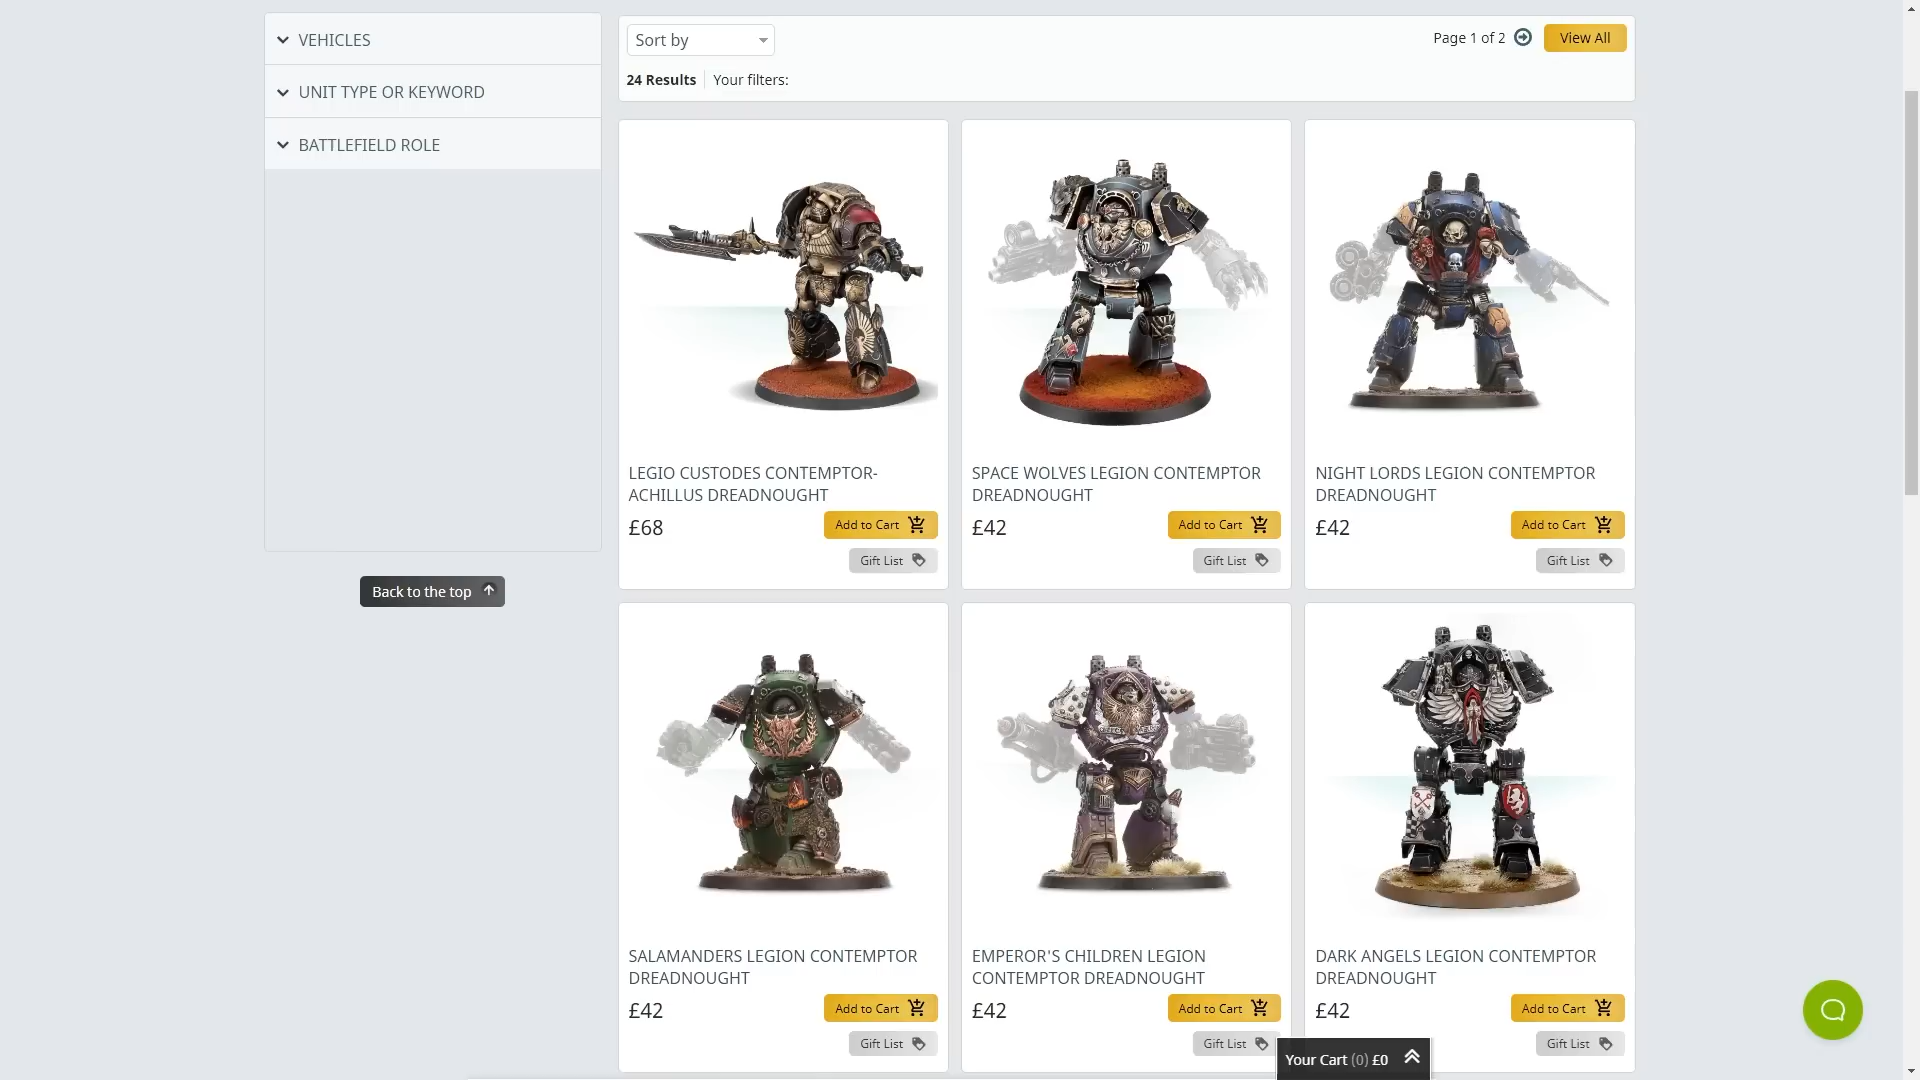 VEHICLES
UNIT TYPE OR KEYWORD
BATTLEFIELD ROLE
Back to the top
Sort by
Page 1 of 2
View All
24 Results
Your filters:
LEGIO CUSTODES CONTEMPTOR-
ACHILLUS DREADNOUGHT
£68
Add to Cart
Gift List
SPACE WOLVES LEGION CONTEMPTOR
DREADNOUGHT
£42
Add to Cart
Gift List
NIGHT LORDS LEGION CONTEMPTOR
DREADNOUGHT
£42
Add to Cart
Gift List
SALAMANDERS LEGION CONTEMPTOR
DREADNOUGHT
£42
Add to Cart
Gift List
EMPEROR'S CHILDREN LEGION
CONTEMPTOR DREADNOUGHT
£42
Add to Cart
Gift List
DARK ANGELS LEGION CONTEMPTOR
DREADNOUGHT
£42
Add to Cart
Gift List
Your Cart (0) £0